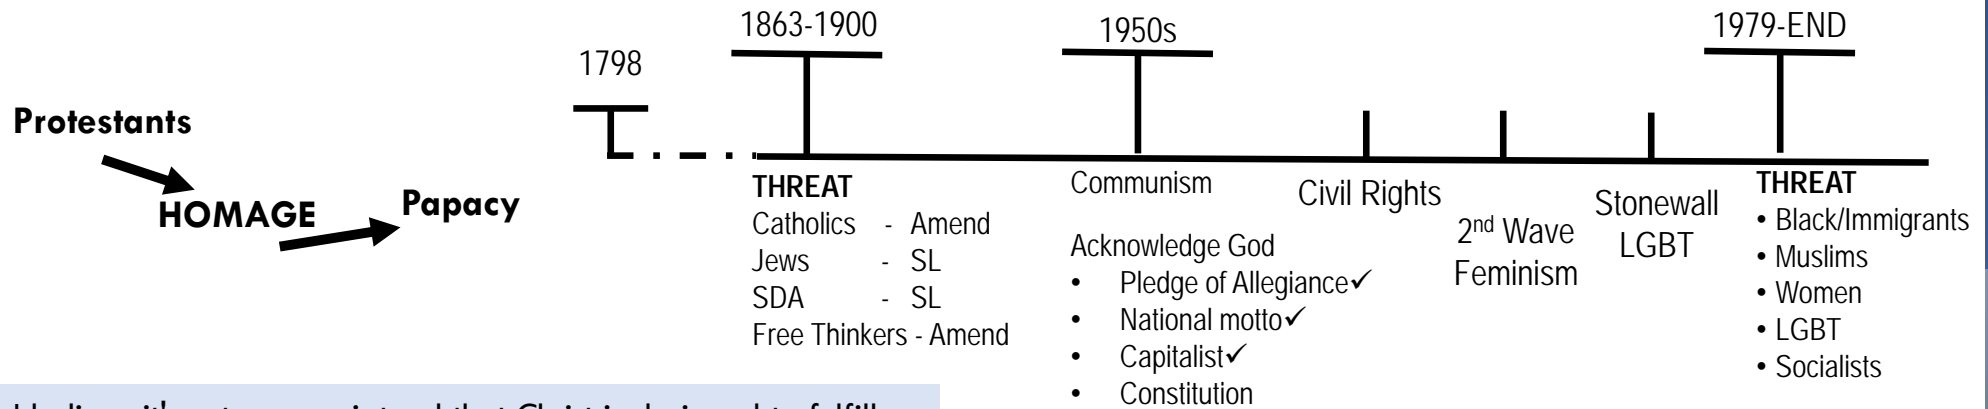 1863-1900
1950s
1979-END
1798
Protestants
HOMAGE
Papacy
THREAT
Catholics - Amend
Jews - SL
SDA - SL
Free Thinkers - Amend
Communism
Acknowledge God
• Pledge of Allegiance✓
• National motto✓
• Capitalist✓
• Constitution
Civil Rights
2nd Wave
Feminism
Stonewall
LGBT
THREAT
• Black/Immigrants
• Muslims
• Women
• LGBT
• Socialists